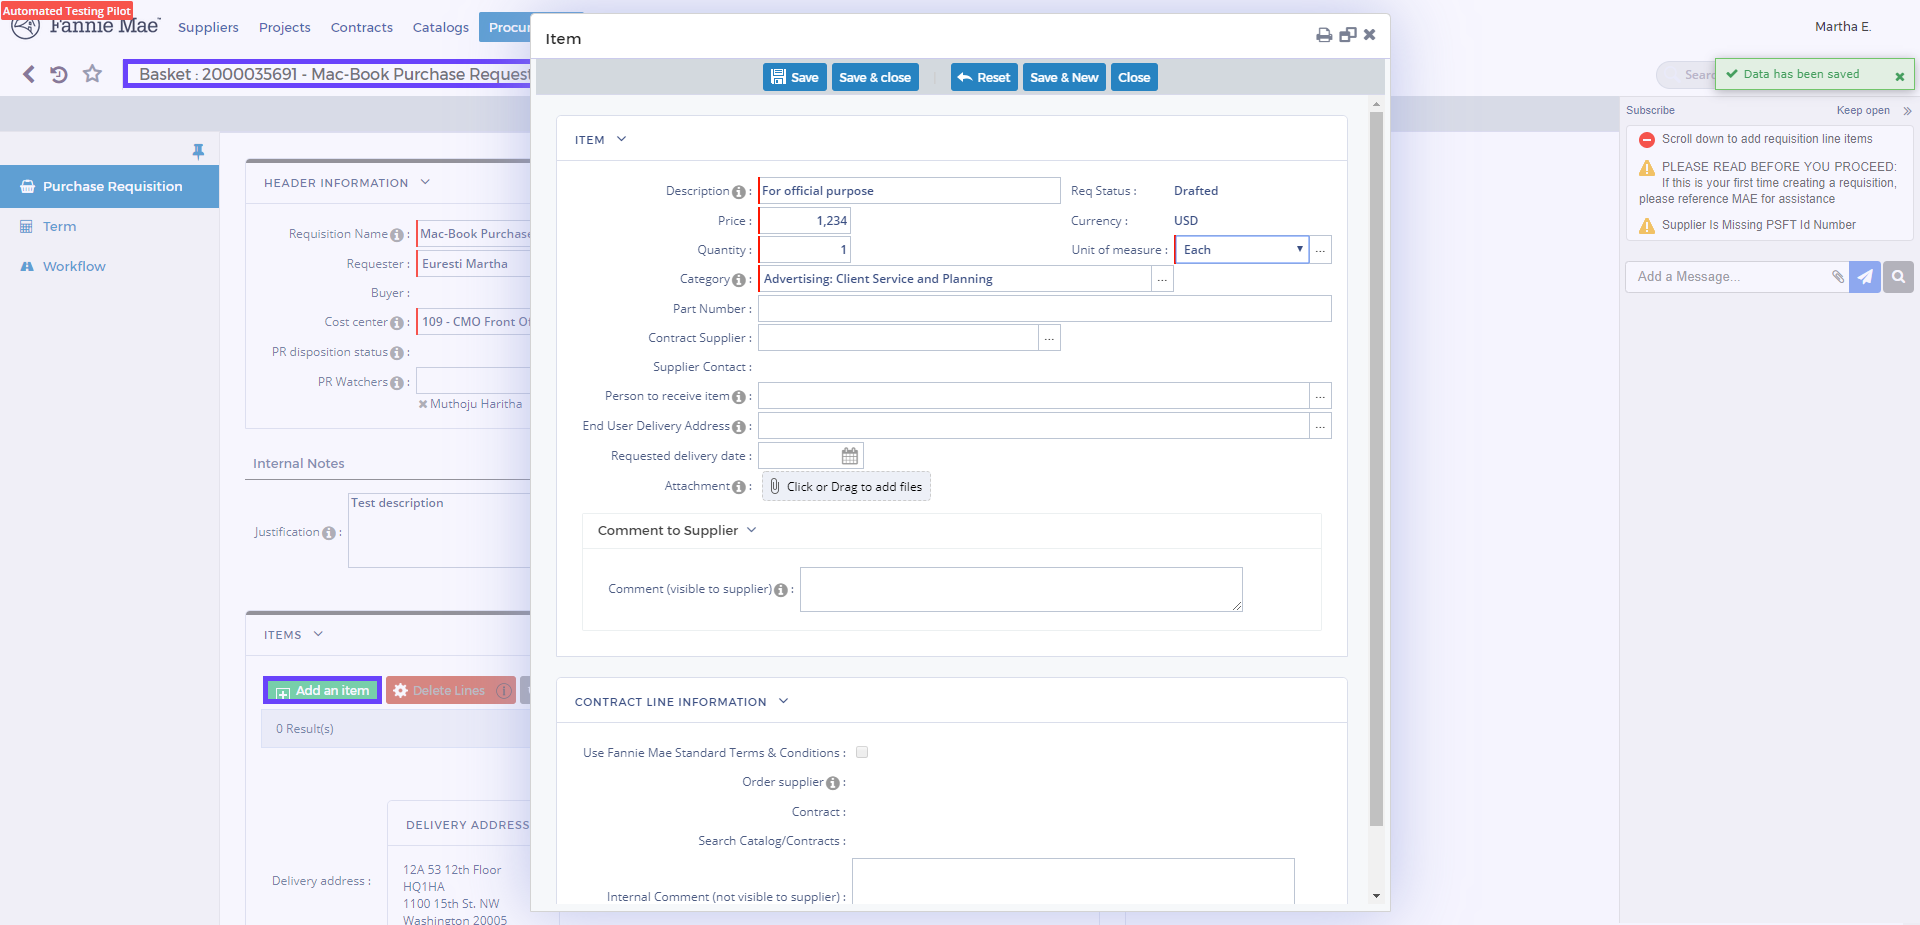 Automated Testing Pilot
Fannie Mae
Suppliers
Projects
Contracts
Catalogs
Procu
Martha E.
Basket : 2000035691 - Mac-Book Purchase Request
Searc
Data has been saved
Subscribe
Keep open
Scroll down to add requisition line items
PLEASE READ BEFORE YOU PROCEED:
If this is your first time creating a requisition,
please reference MAE for assistance
Supplier Is Missing PSFT Id Number
Add a Message...
Purchase Requisition
Term
Workflow
HEADER INFORMATION
Requisition Name : Mac-Book Purchase
Requester : Euresti Martha
Buyer :
Cost center : 109 - CMO Front Of
PR disposition status :
PR Watchers :
Muthoju Haritha
Internal Notes
Justification : Test description
ITEMS
Add an item
Delete Lines
0 Result(s)
DELIVERY ADDRESS
Delivery address :
12A 53 12th Floor
HQ1HA
1100 15th St. NW
Washington 20005
Item
Save
Save & close
Reset
Save & New
Close
ITEM
Description : For official purpose
Req Status : Drafted
Price : 1,234
Currency : USD
Quantity : 1
Unit of measure : Each ...
Category : Advertising: Client Service and Planning ...
Part Number :
Contract Supplier : ...
Supplier Contact :
Person to receive item : ...
End User Delivery Address : ...
Requested delivery date :
Attachment : Click or Drag to add files
Comment to Supplier
Comment (visible to supplier) :
CONTRACT LINE INFORMATION
Use Fannie Mae Standard Terms & Conditions :
Order supplier :
Contract :
Search Catalog/Contracts :
Internal Comment (not visible to supplier) :